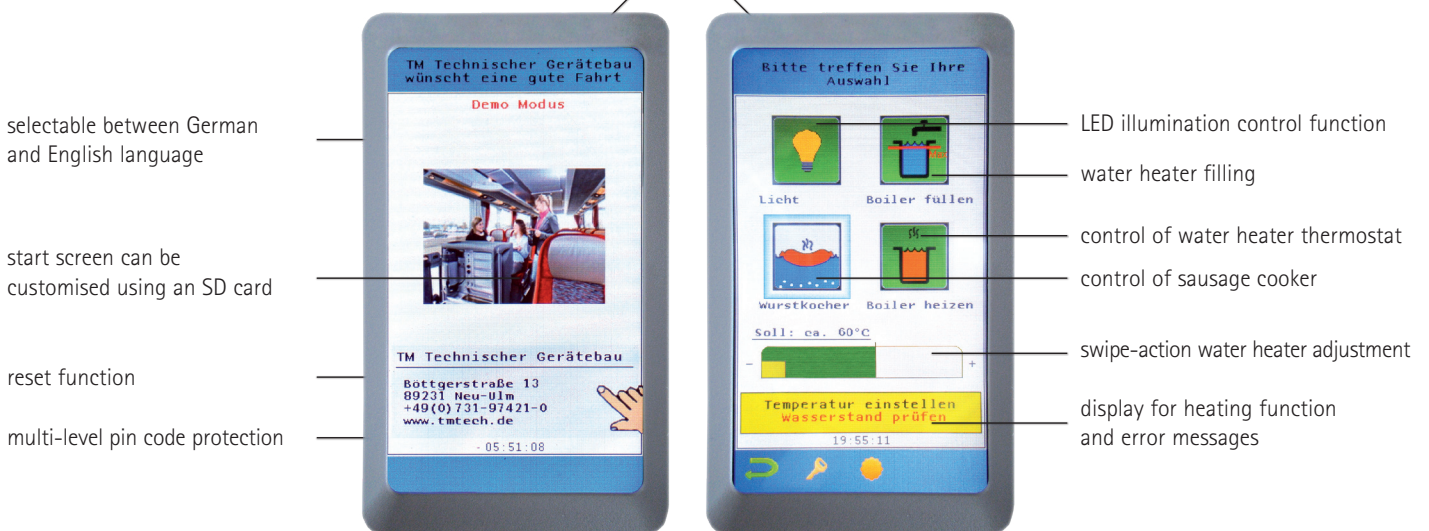 selectable between German
and English language
start screen can be
customised using an SD card
reset function
multi-level pin code protection
TM Technischer Gerätebau
wünscht eine gute Fahrt
Demo Modus
TM Technischer Gerätebau
Böttgerstraße 13
89231 Neu-Ulm
+49(0)731-97421-0
www.tmtech.de
- 05:51:08
Bitte treffen Sie Ihre
Auswahl
Licht
Boiler füllen
Wurstkocher
Boiler heizen
Soll: ca. 60°C
- +
Temperatur einstellen
Wasserstand prüfen
19:55:11
LED illumination control function
water heater filling
control of water heater thermostat
control of sausage cooker
swipe-action water heater adjustment
display for heating function
and error messages